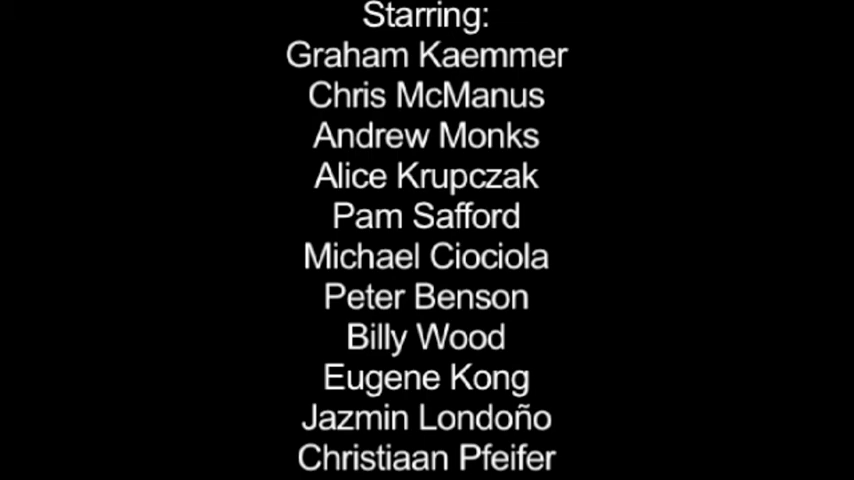 Starring:
Graham Kaemmer
Chris McManus
Andrew Monks
Alice Krupczak
Pam Safford
Michael Ciociola
Peter Benson
Billy Wood
Eugene Kong
Jazmin Londoño
Christiaan Pfeifer